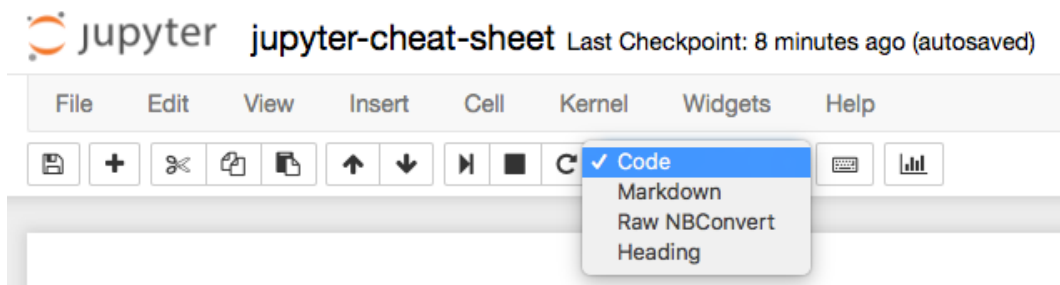 jupyter jupyter-cheat-sheet Last Checkpoint: 8 minutes ago (autosaved)
File Edit View Insert Cell Kernel Widgets Help
✓ Code
Markdown
Raw NBConvert
Heading